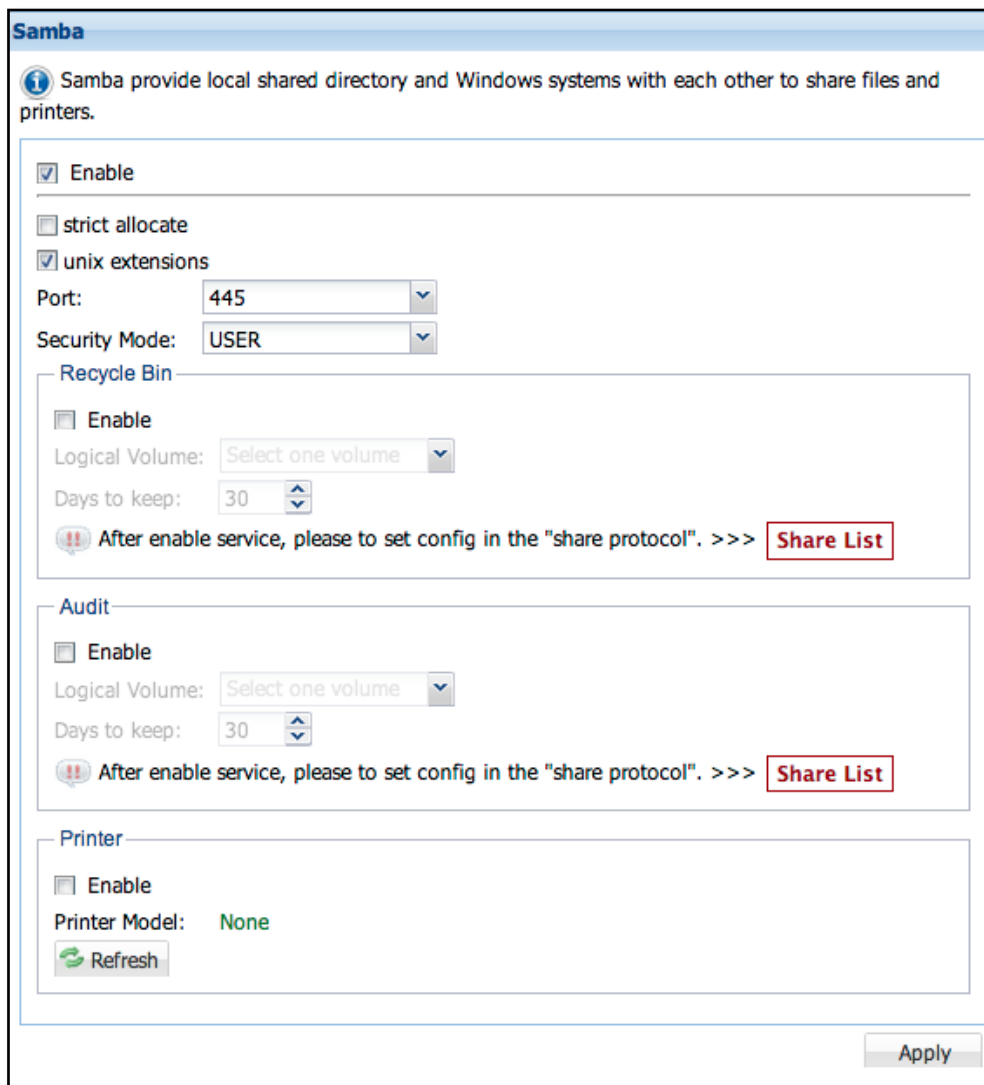 Samba
Samba provide local shared directory and Windows systems with each other to share files and
printers.
Enable
strict allocate
unix extensions
Port: 445
Security Mode: USER
Recycle Bin
Enable
Logical Volume: Select one volume
Days to keep: 30
After enable service, please to set config in the "share protocol". >>> Share List
Audit
Enable
Logical Volume: Select one volume
Days to keep: 30
After enable service, please to set config in the "share protocol". >>> Share List
Printer
Enable
Printer Model: None
Refresh
Apply